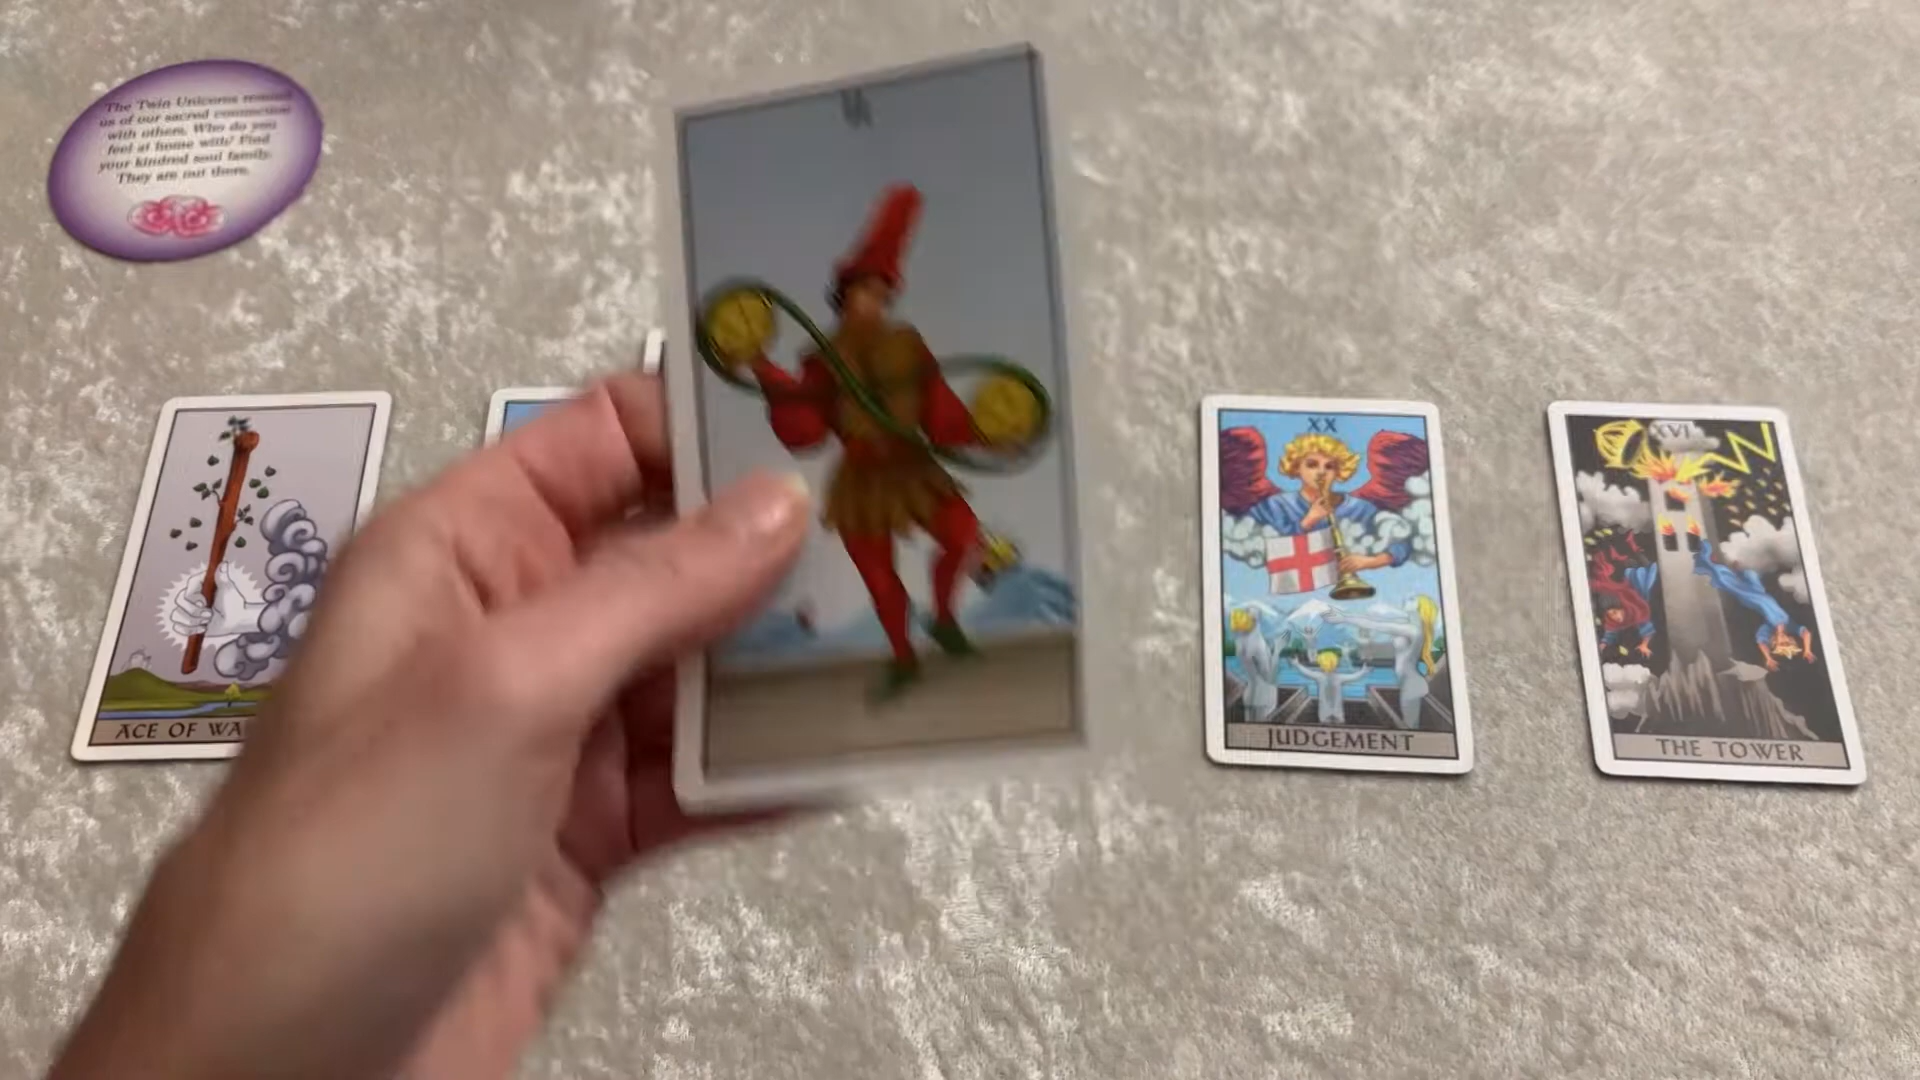 The Twin Unicorns remind
us of our sacred connection
with others. Who do you
feel at home with? Find
your kindred soul family.
They are out there.
II
ACE OF WA
XX
JUDGEMENT
XVI
THE TOWER